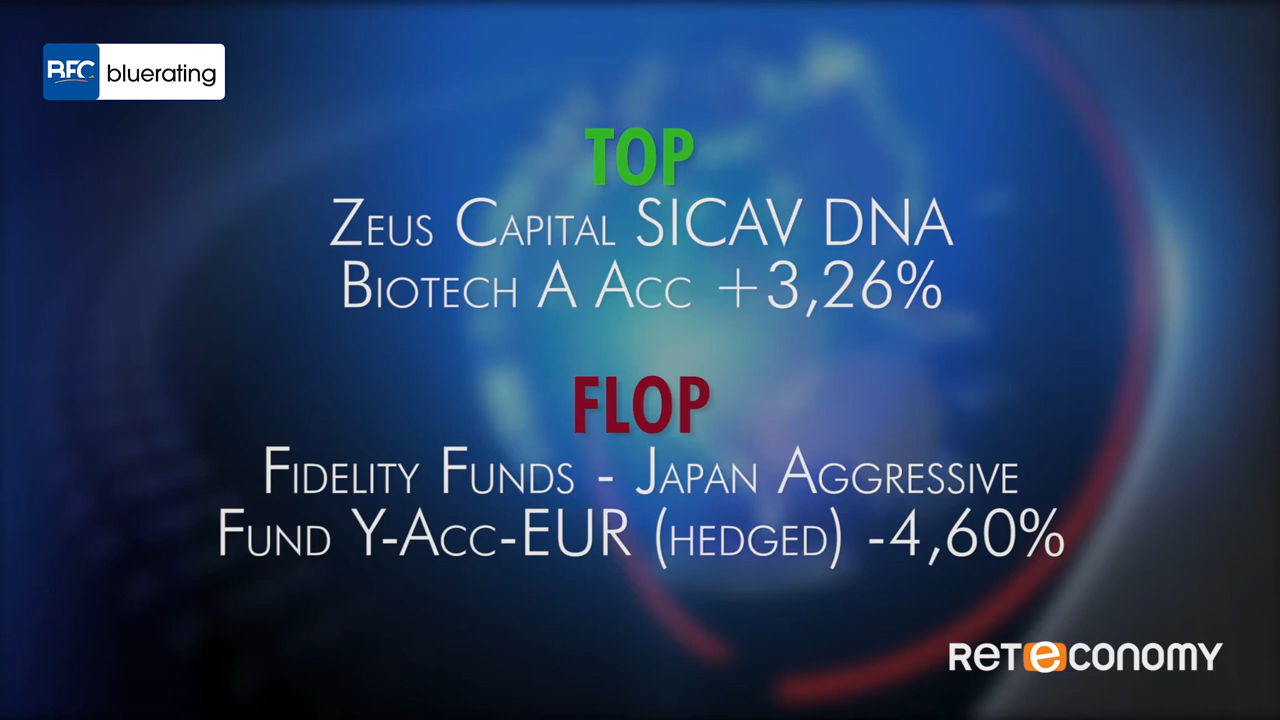 BFC bluerating
TOP
Zeus Capital SICAV DNA
Biotech A Acc +3,26%
FLOP
Fidelity Funds - Japan Aggressive
Fund Y-Acc-EUR (hedged) -4,60%
RETeCONOMY